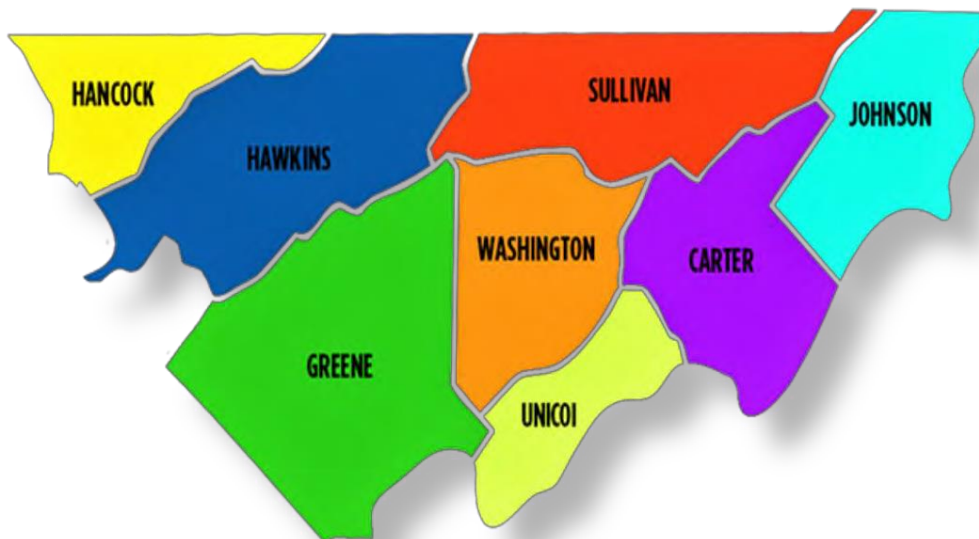 HANCOCK
SULLIVAN
JOHNSON
HAWKINS
WASHINGTON
CARTER
GREENE
UNICOI